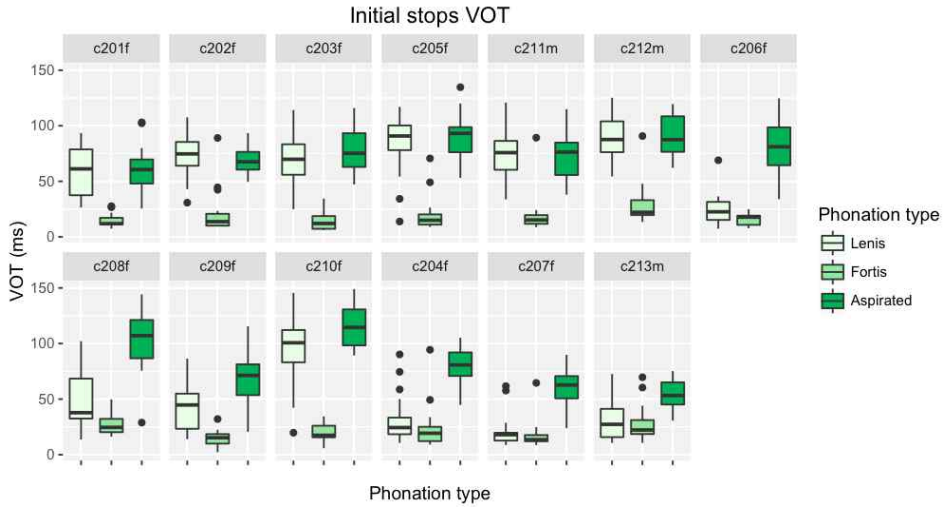 Initial stops VOT
c201f c202f c203f c205f c211m c212m c206f
150
100
50
0
c208f c209f c210f c204f c207f c213m
150
100
50
0
VOT (ms)
Phonation type
Phonation type
Lenis
Fortis
Aspirated